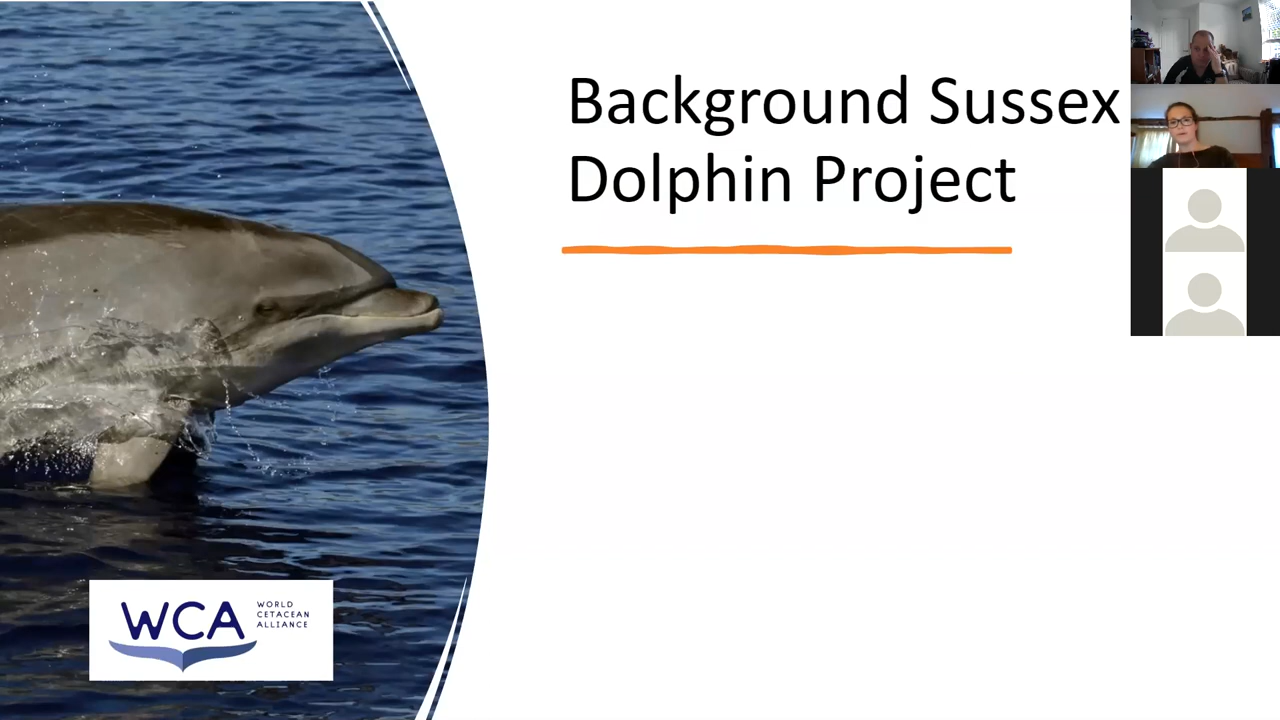 Background Sussex
Dolphin Project
WCA
WORLD
CETACEAN
ALLIANCE